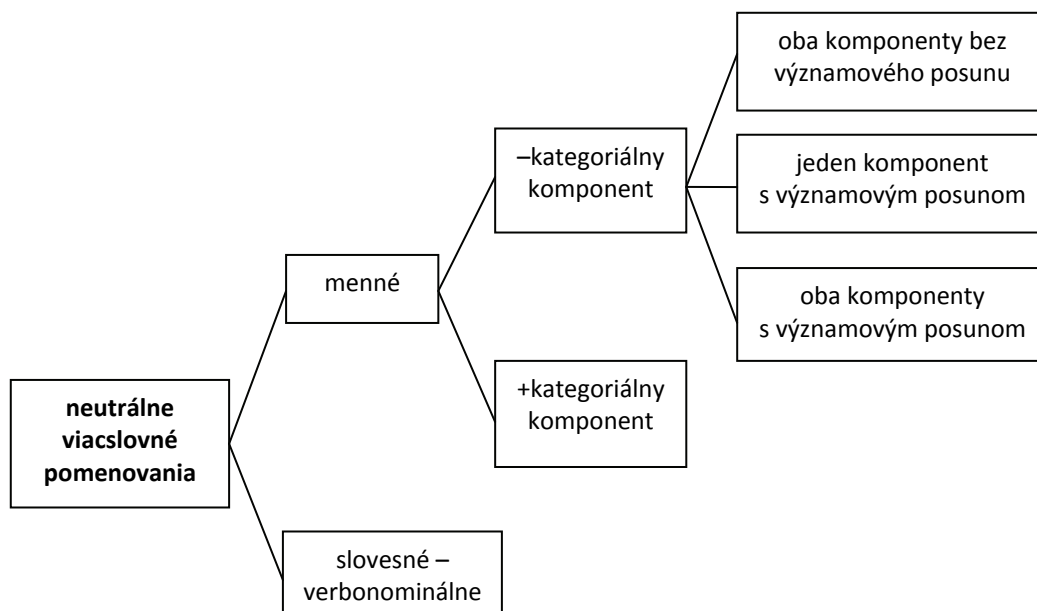 oba komponenty bez
významového posunu
–kategoriálny
komponent
jeden komponent
s významovým posunom
menné
oba komponenty
s významovým posunom
+kategoriálny
komponent
neutrálne
viacslovné
pomenovania
slovesné –
verbonominálne